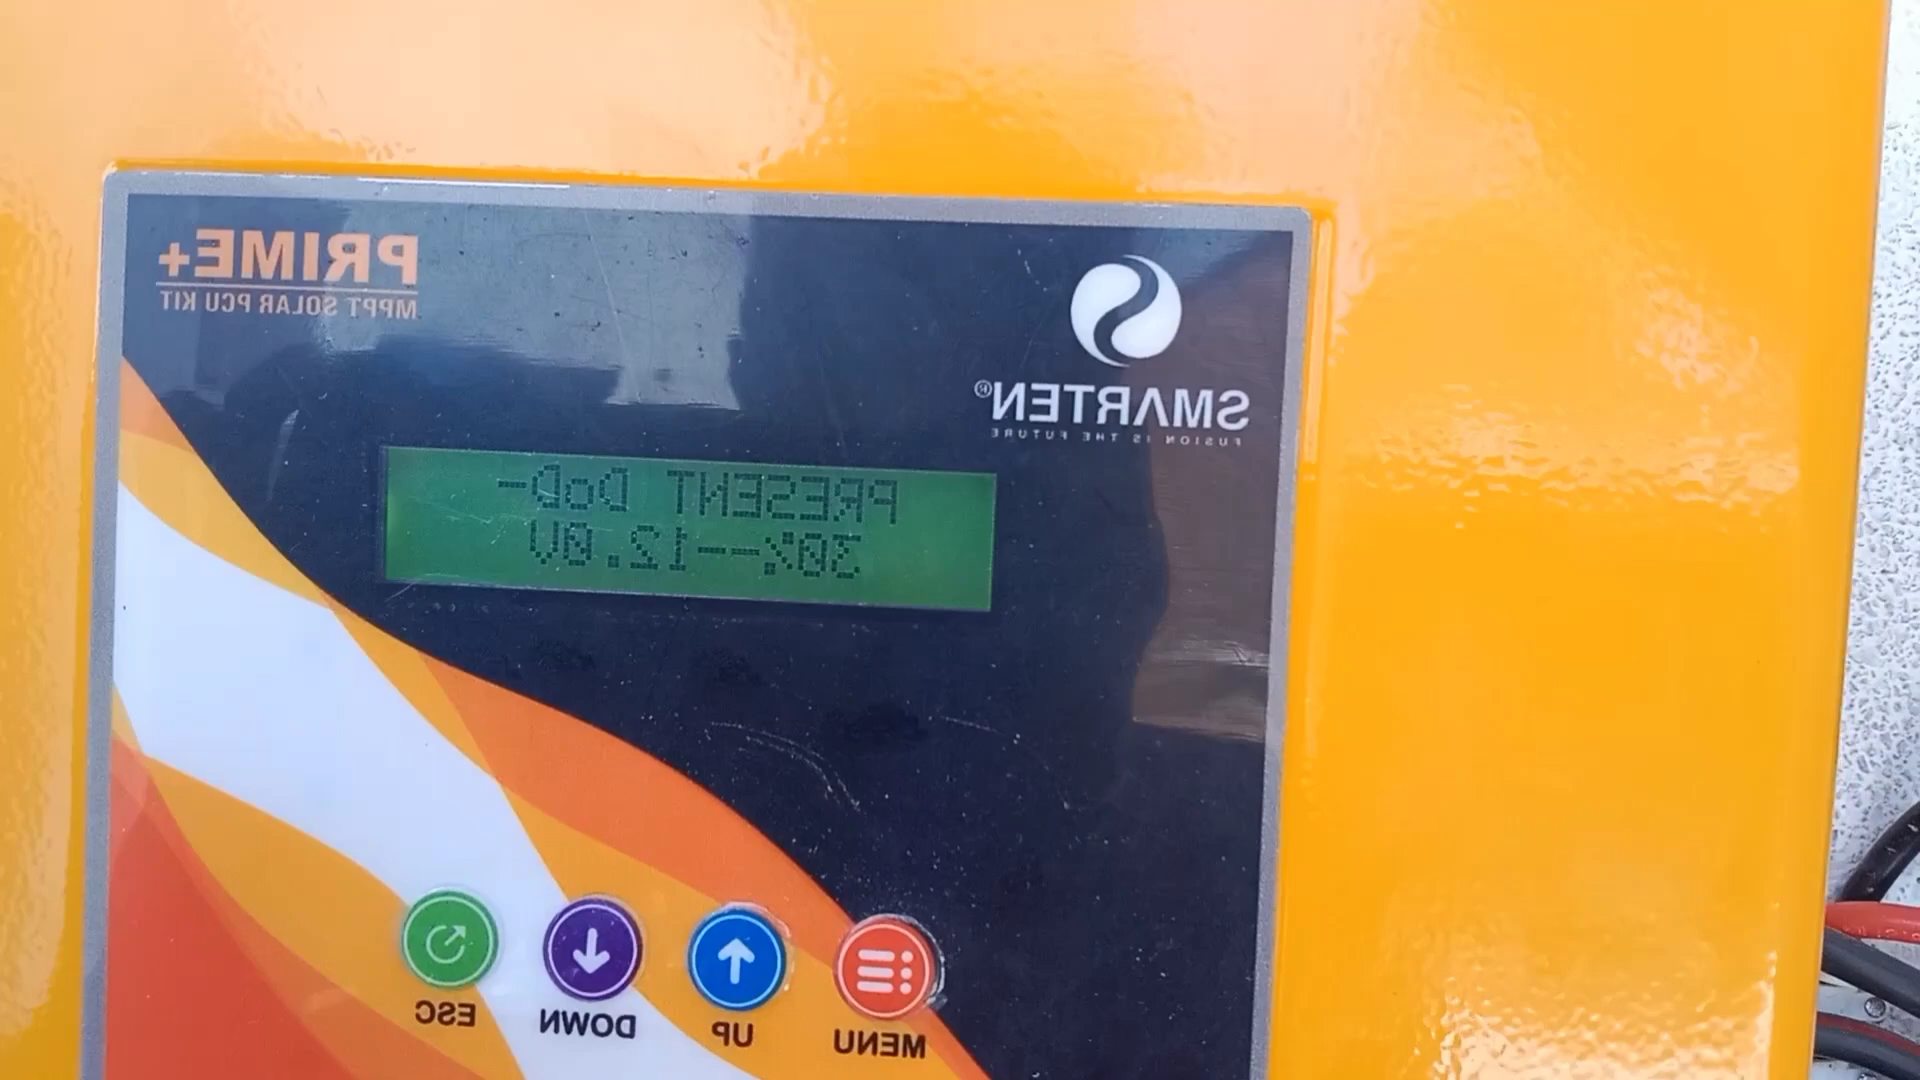 SMARTEN®
FUSION IS THE FUTURE
PRIME+
MPPT SOLAR PCU KIT
PRESENT DoD-
30%--12.0V
MENU
UP
DOWN
ESC